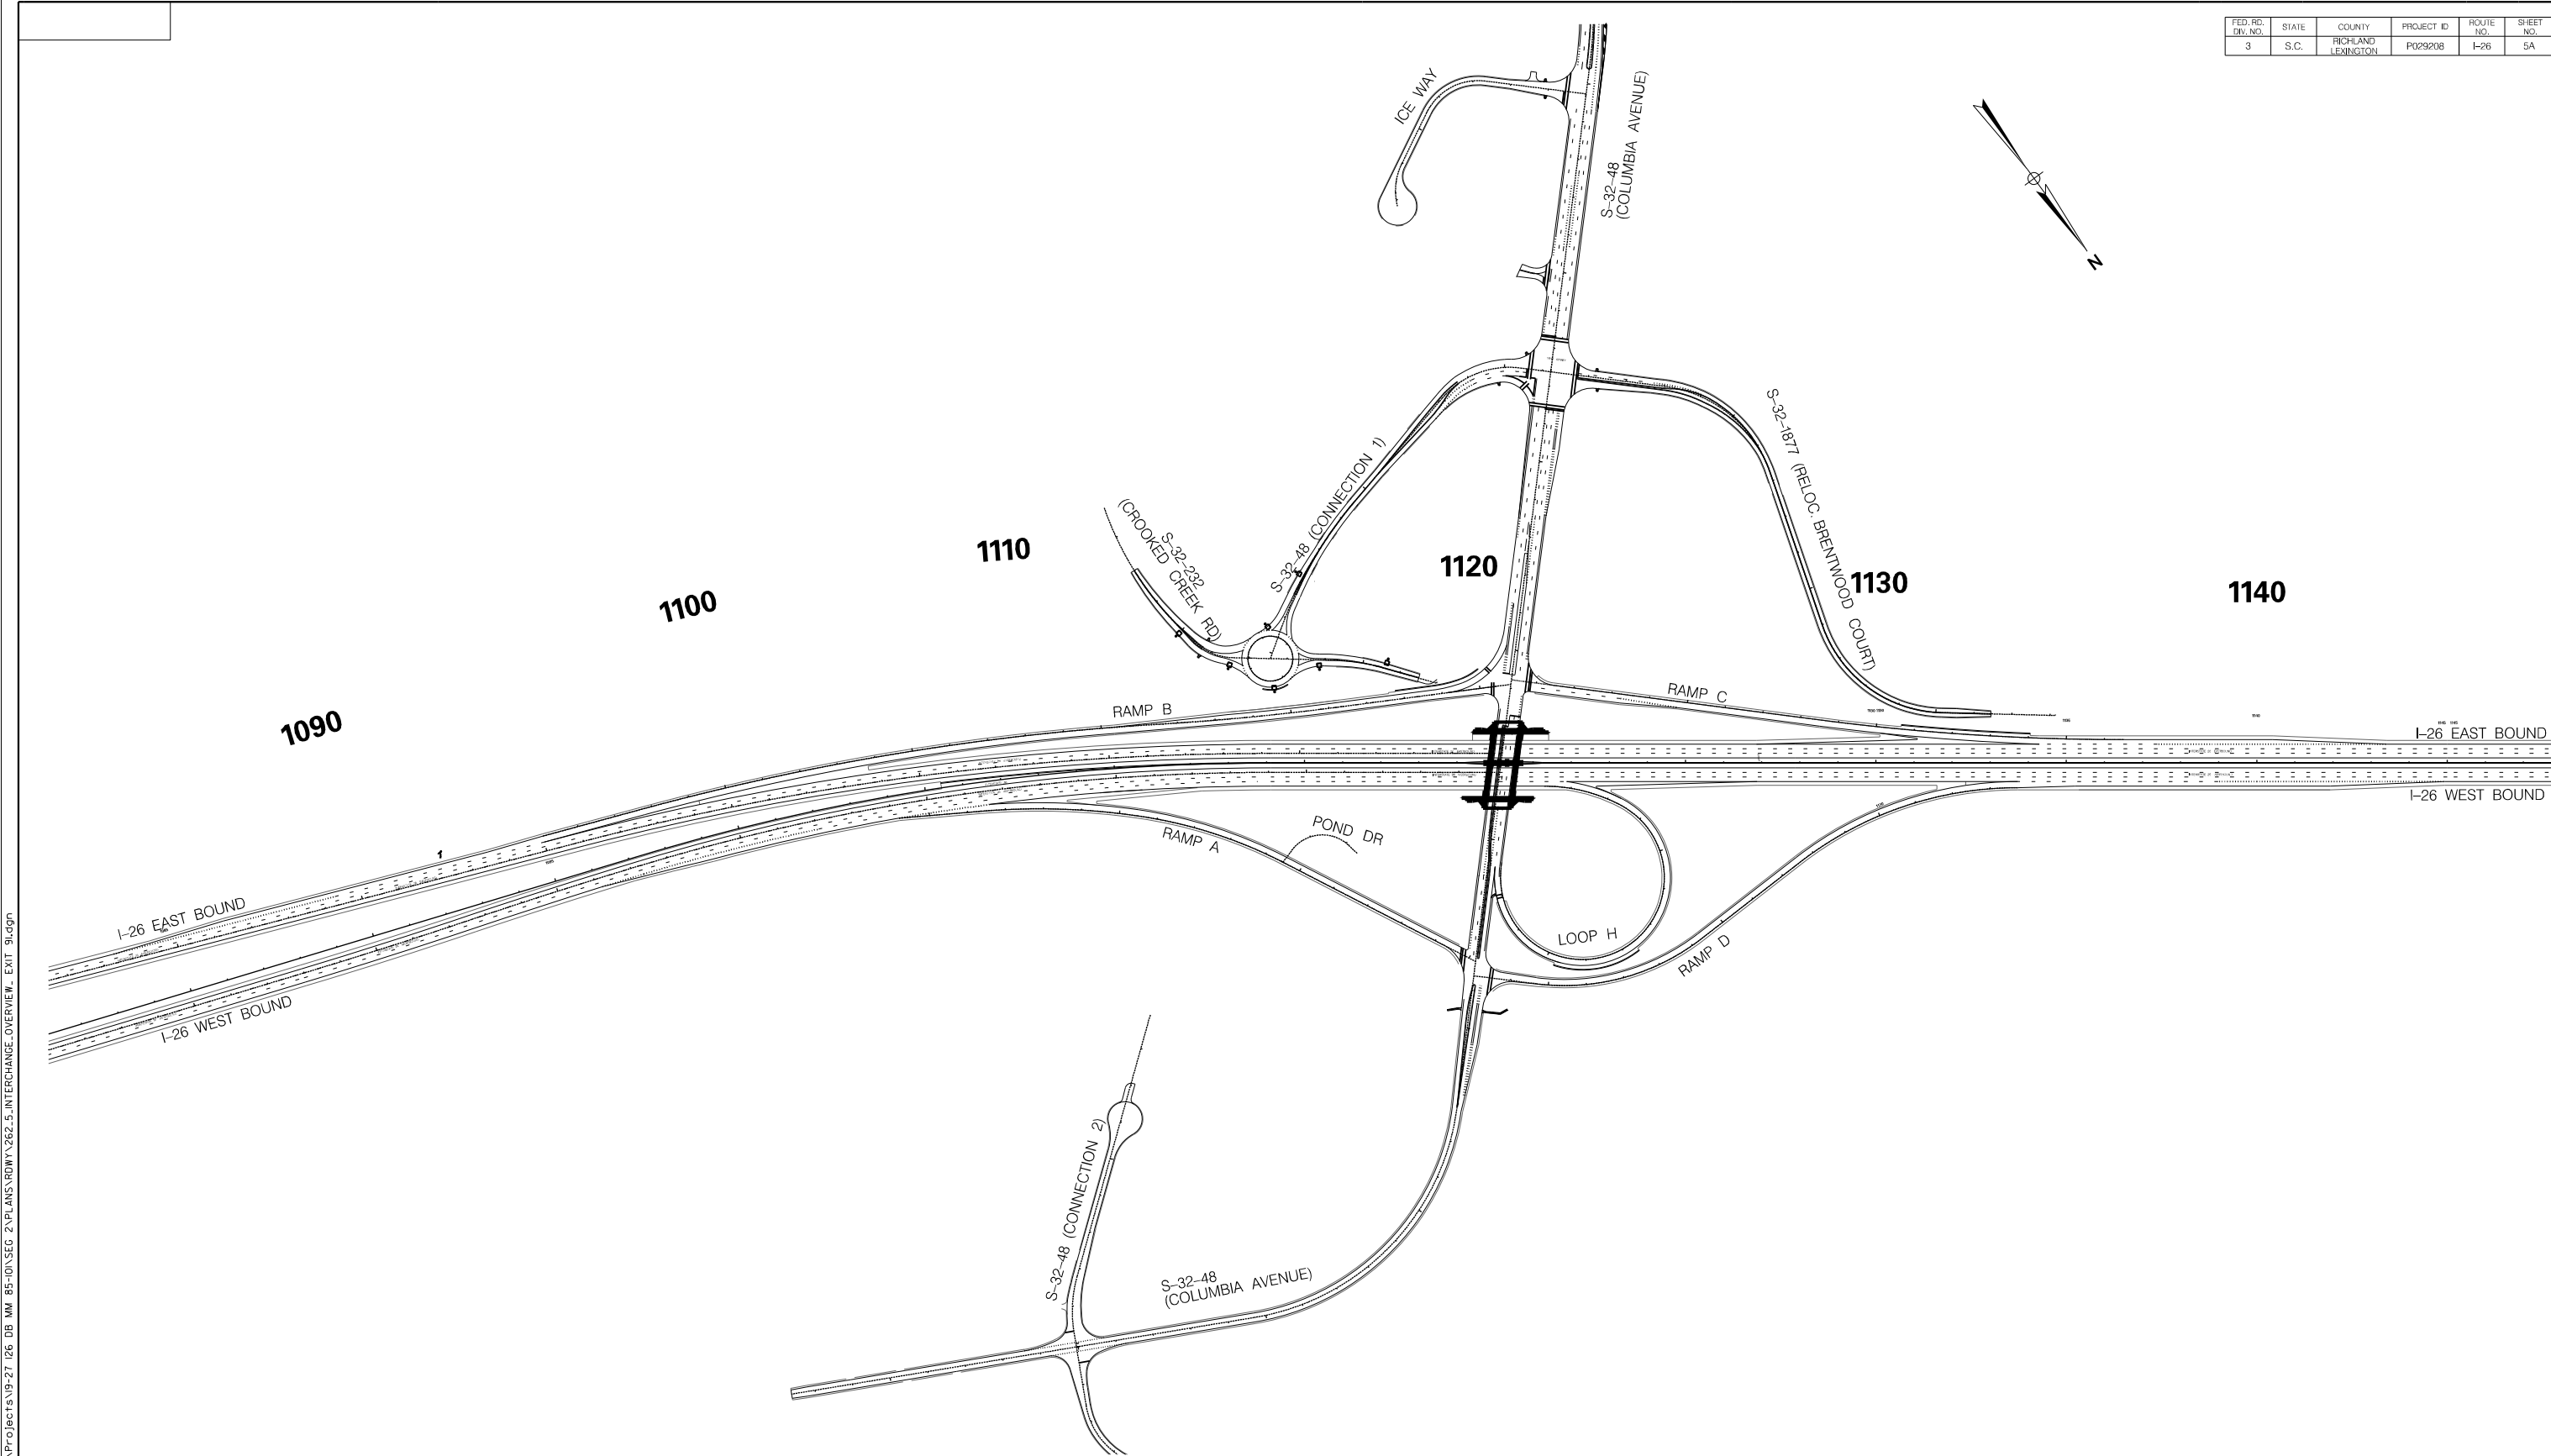 FED. RD. DIV. NO.
STATE
COUNTY
PROJECT ID
ROUTE NO.
SHEET NO.
3
S.C.
RICHLAND LEXINGTON
P029208
I-26
5A
ICE WAY
S-32-48
(COLUMBIA AVENUE)
N
S-32-1877 (RELOC. BRENTWOOD COURT)
S-32-48 (CONNECTION 1)
S-32-232
(CROOKED CREEK RD)
1090
1100
1110
1120
1130
1140
RAMP B
RAMP C
I-26 EAST BOUND
I-26 WEST BOUND
RAMP A
POND DR
LOOP H
RAMP D
1
I-26 EAST BOUND
I-26 WEST BOUND
S-32-48 (CONNECTION 2)
S-32-48
(COLUMBIA AVENUE)
\Projects\19-27 I26 DB MM 85-101\SEG 2\PLANS\RDWY\262_5_INTERCHANGE_OVERVIEW_ EXIT 91.dgn